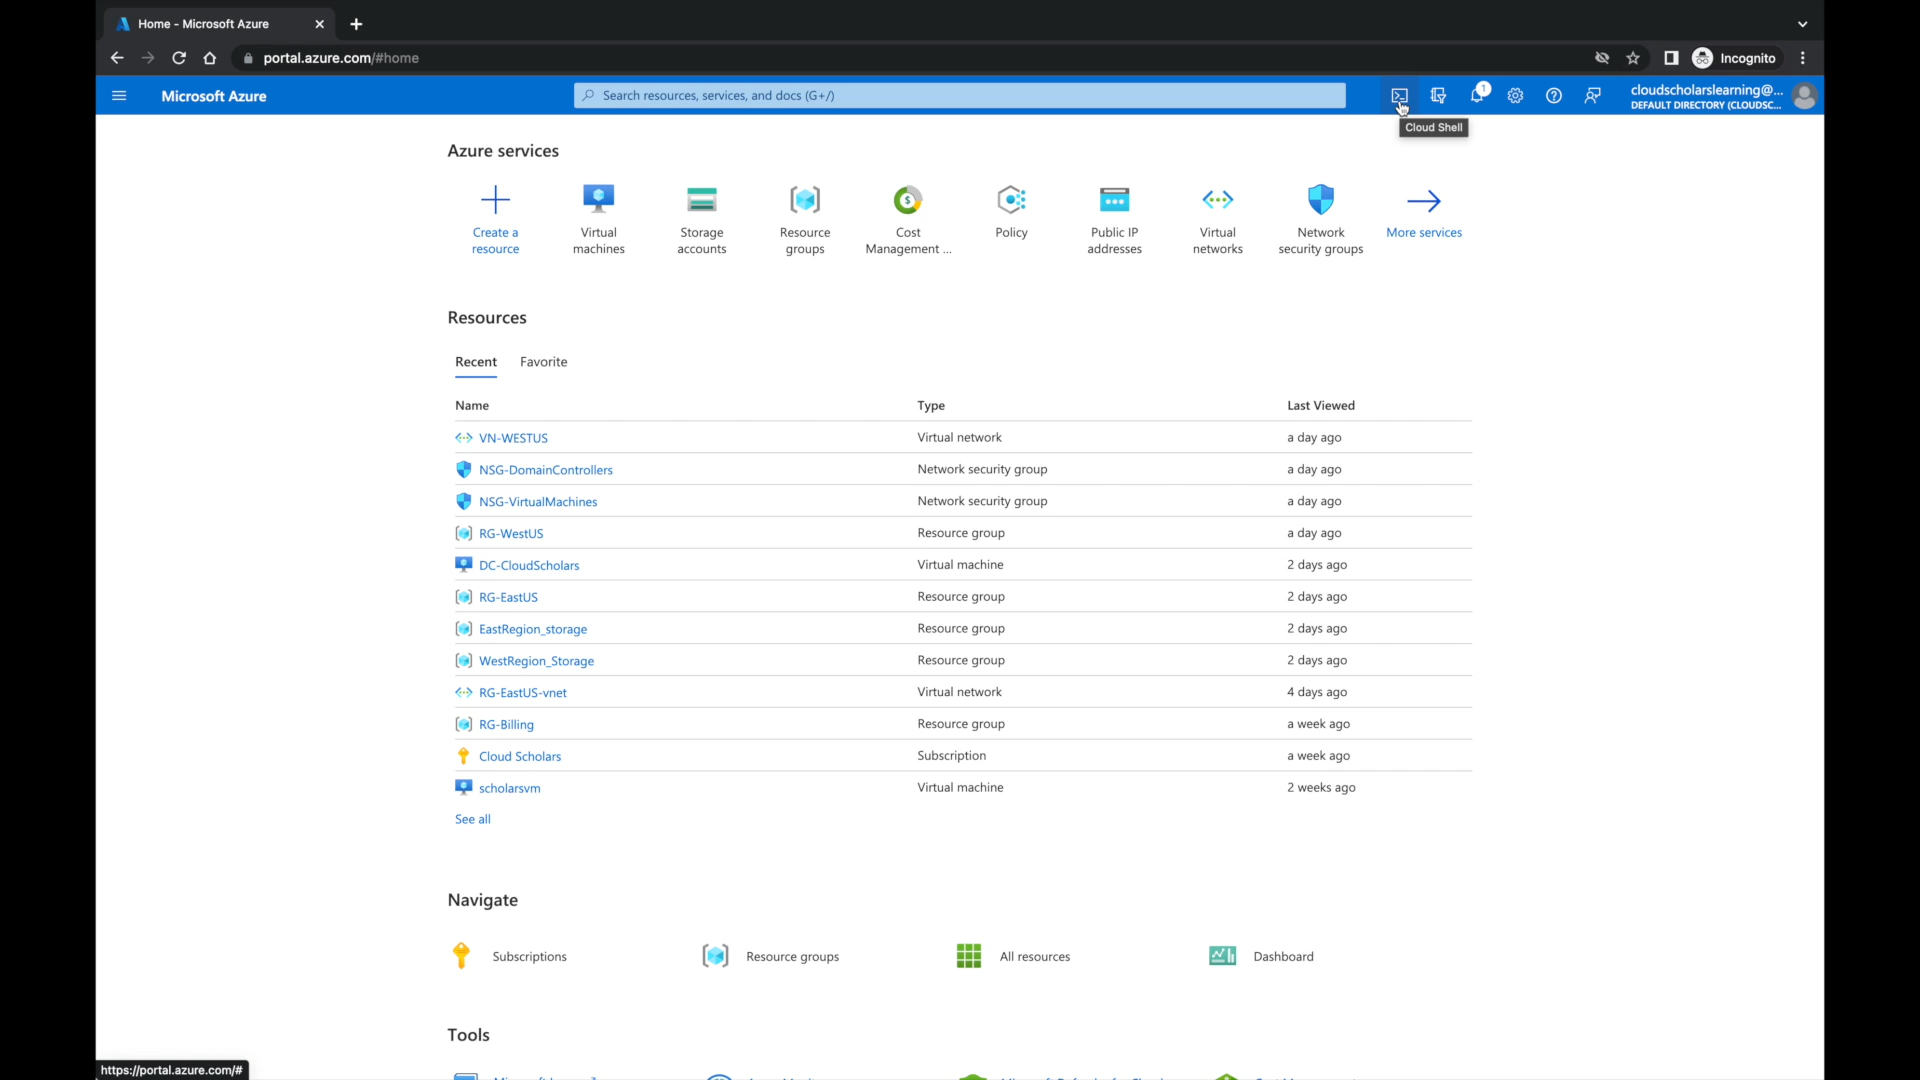 Home - Microsoft Azure
portal.azure.com/#home
Incognito
Microsoft Azure
Search resources, services, and docs (G+/)
1
cloudscholarslearning@...
DEFAULT DIRECTORY (CLOUDSC...
Cloud Shell
Azure services
Create a resource
Virtual machines
Storage accounts
Resource groups
Cost Management ...
Policy
Public IP addresses
Virtual networks
Network security groups
More services
Resources
Recent Favorite
Name Type Last Viewed
VN-WESTUS Virtual network a day ago
NSG-DomainControllers Network security group a day ago
NSG-VirtualMachines Network security group a day ago
RG-WestUS Resource group a day ago
DC-CloudScholars Virtual machine 2 days ago
RG-EastUS Resource group 2 days ago
EastRegion_storage Resource group 2 days ago
WestRegion_Storage Resource group 2 days ago
RG-EastUS-vnet Virtual network 4 days ago
RG-Billing Resource group a week ago
Cloud Scholars Subscription a week ago
scholarsvm Virtual machine 2 weeks ago
See all
Navigate
Subscriptions Resource groups All resources Dashboard
Tools
https://portal.azure.com/#